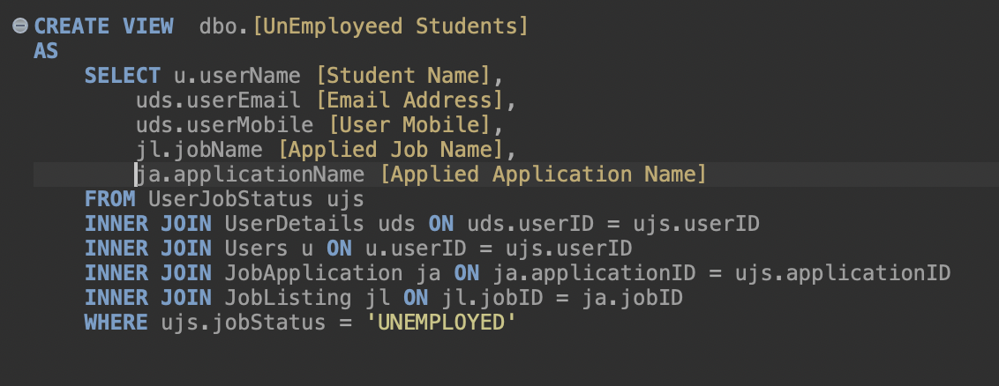 CREATE VIEW  dbo.[UnEmployeed Students]
AS
    SELECT u.userName [Student Name],
        uds.userEmail [Email Address],
        uds.userMobile [User Mobile],
        jl.jobName [Applied Job Name],
        ja.applicationName [Applied Application Name]
    FROM UserJobStatus ujs
    INNER JOIN UserDetails uds ON uds.userID = ujs.userID
    INNER JOIN Users u ON u.userID = ujs.userID
    INNER JOIN JobApplication ja ON ja.applicationID = ujs.applicationID
    INNER JOIN JobListing jl ON jl.jobID = ja.jobID
    WHERE ujs.jobStatus = 'UNEMPLOYED'